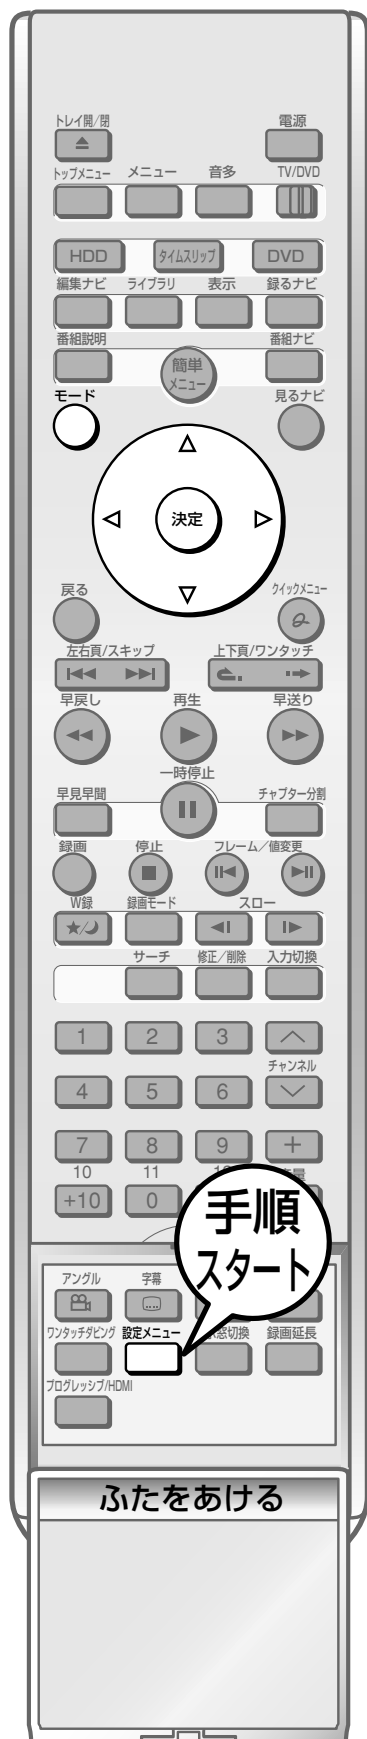 トレイ開/閉 電源
トップメニュー メニュー 音多 TV/DVD
HDD タイムスリップ DVD
編集ナビ ライブラリ 表示 録るナビ
番組説明 番組ナビ
簡単
メニュー
モード 見るナビ
決定
戻る クイックメニュー
左右頁/スキップ 上下頁/ワンタッチ
早戻し 再生 早送り
一時停止
早見早聞 チャプター分割
録画 停止 フレーム/値変更
W録 録画モード スロー
サーチ 修正/削除 入力切換
1 2 3
チャンネル
4 5 6
7 8 9 +
10 11
+10 0
手順
スタート
アングル 字幕
ワンタッチダビング 設定メニュー 窓切換 録画延長
プログレッシブ/HDMI
ふたをあける